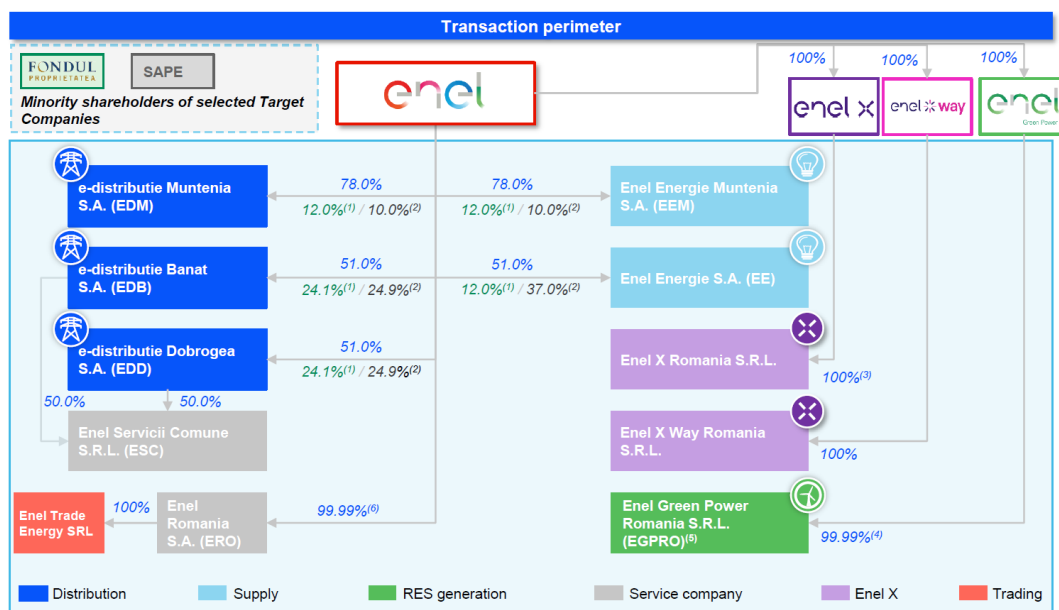 Transaction perimeter
FONDUL
PROPRIETATEA
SAPE
Minority shareholders of selected Target
Companies
enel
100%
100%
100%
enel x
enel x way
enel
Green Power
e-distributie Muntenia
S.A. (EDM)
78.0%
12.0%(1) / 10.0%(2)
78.0%
12.0%(1) / 10.0%(2)
Enel Energie Muntenia
S.A. (EEM)
e-distributie Banat
S.A. (EDB)
51.0%
24.1%(1) / 24.9%(2)
51.0%
12.0%(1) / 37.0%(2)
Enel Energie S.A. (EE)
e-distributie Dobrogea
S.A. (EDD)
51.0%
24.1%(1) / 24.9%(2)
Enel X Romania S.R.L.
100%(3)
50.0%
50.0%
Enel Servicii Comune
S.R.L. (ESC)
Enel X Way Romania
S.R.L.
100%
Enel Trade
Energy SRL
100%
Enel
Romania
S.A. (ERO)
99.99%(6)
Enel Green Power
Romania S.R.L.
(EGPRO)(5)
99.99%(4)
Distribution
Supply
RES generation
Service company
Enel X
Trading